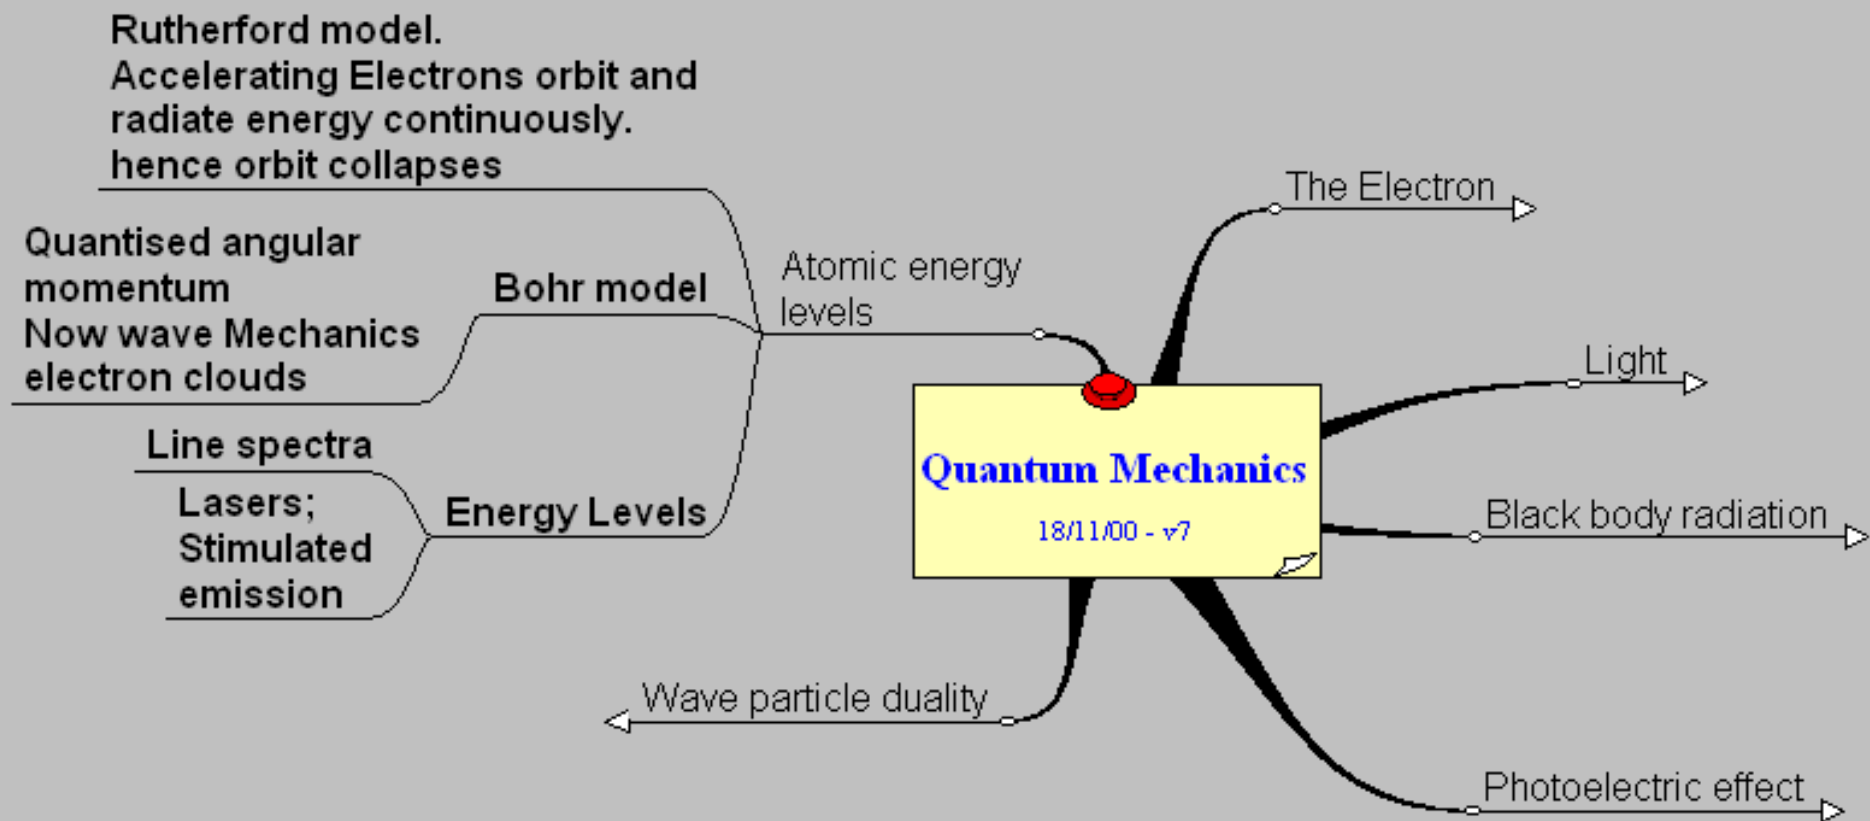 Rutherford model.
Accelerating Electrons orbit and
radiate energy continuously.
hence orbit collapses
Quantised angular
momentum
Now wave Mechanics
electron clouds
Bohr model
Line spectra
Lasers;
Stimulated
emission
Energy Levels
Atomic energy
levels
The Electron
Light
Quantum Mechanics
18/11/00 - v7
Black body radiation
Wave particle duality
Photoelectric effect